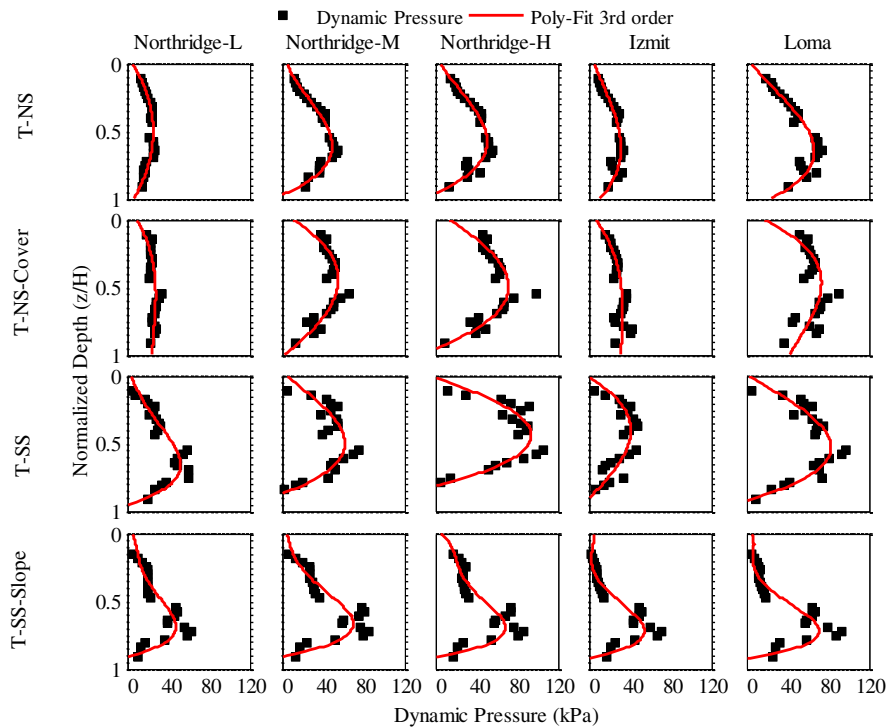 Dynamic Pressure Poly-Fit 3rd order
Northridge-L Northridge-M Northridge-H Izmit Loma
T-NS
0
0.5
1
T-NS-Cover
0
0.5
1
T-SS
0
0.5
1
T-SS-Slope
0
0.5
1
Normalized Depth (z/H)
0 40 80 120 0 40 80 120 0 40 80 120 0 40 80 120 0 40 80 120
Dynamic Pressure (kPa)